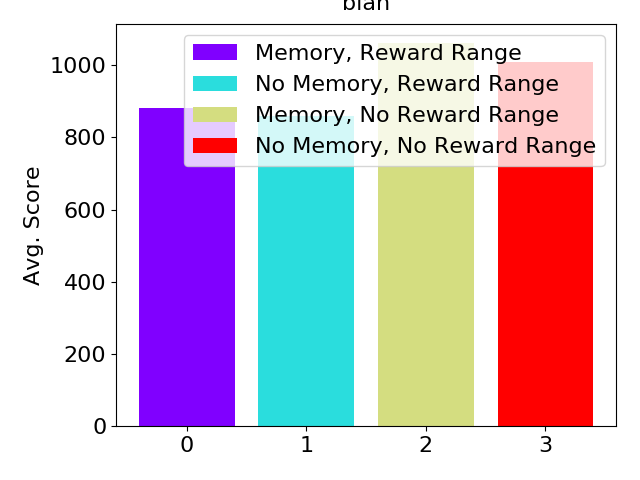 blah
Memory, Reward Range
No Memory, Reward Range
Memory, No Reward Range
No Memory, No Reward Range
Avg. Score
1000
800
600
400
200
0
0 1 2 3